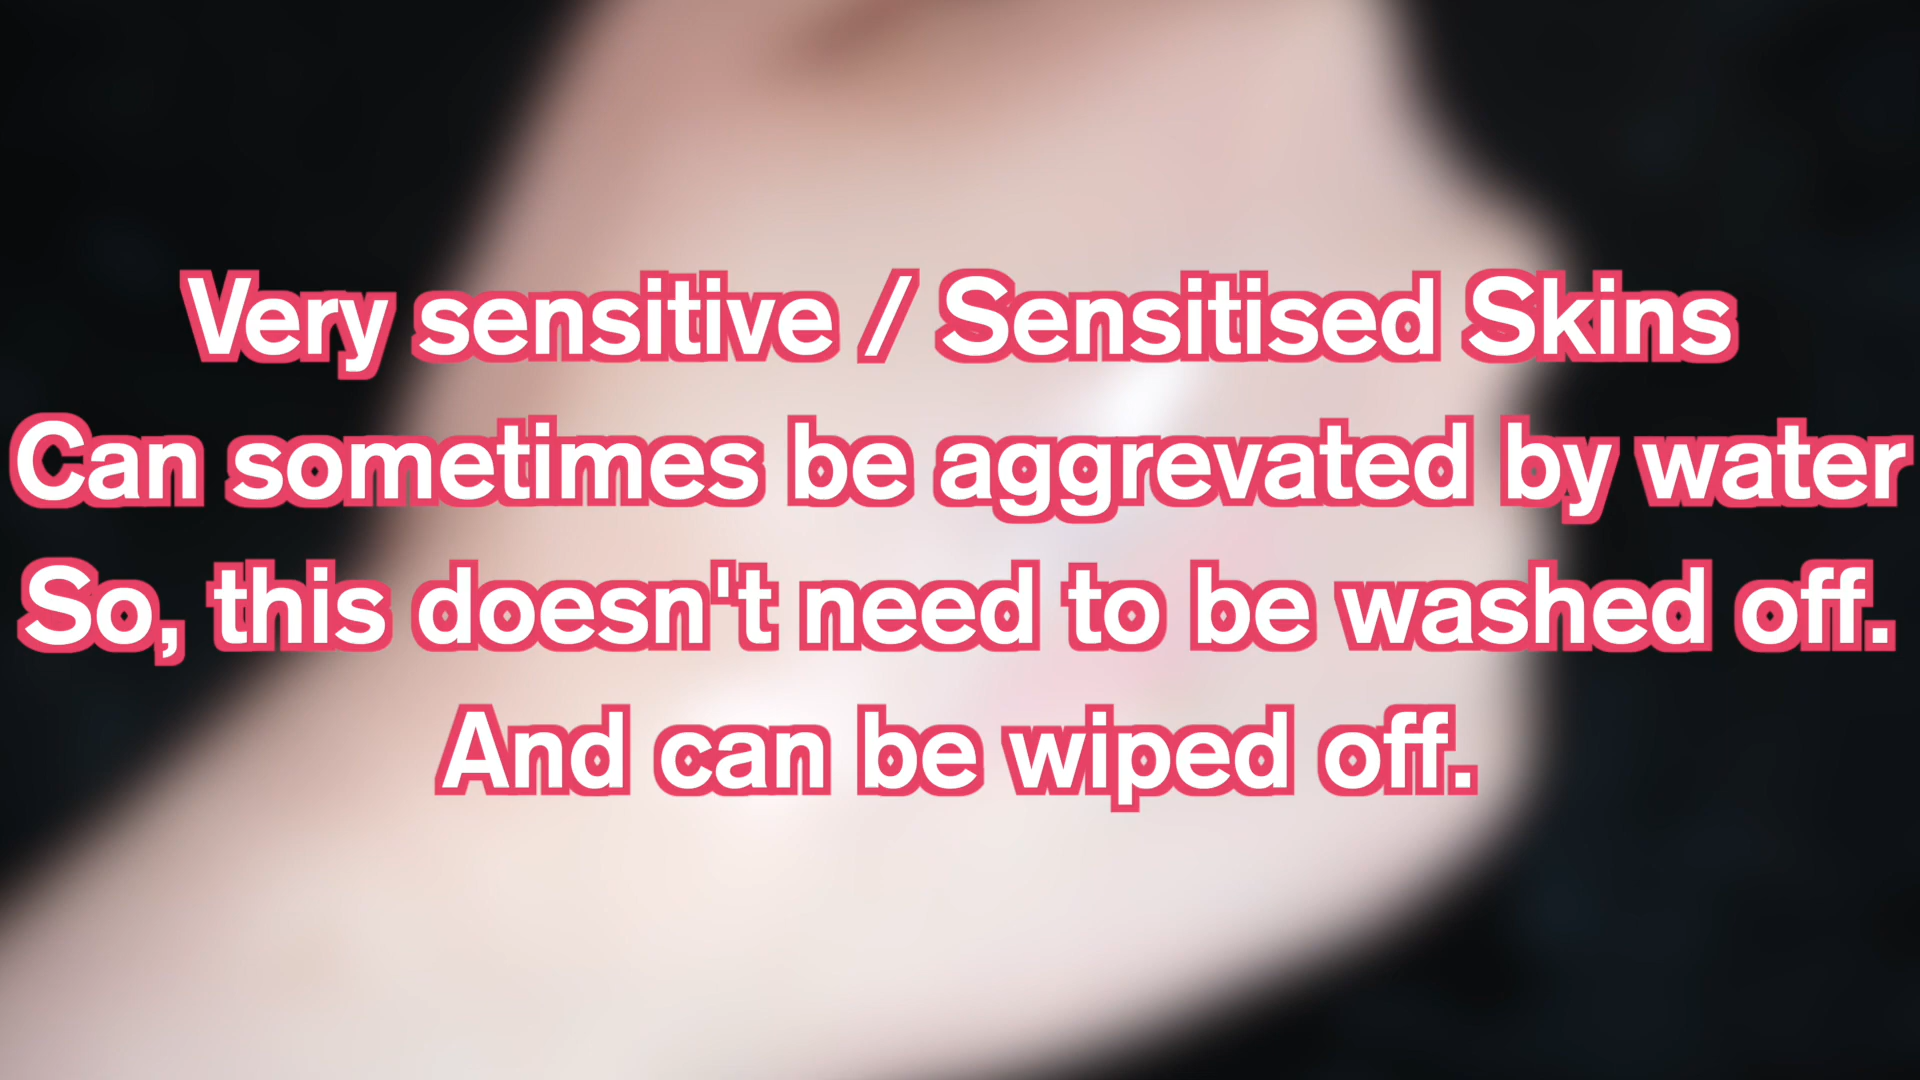 Very sensitive / Sensitised Skins
Can sometimes be aggrevated by water
So, this doesn't need to be washed off.
And can be wiped off.